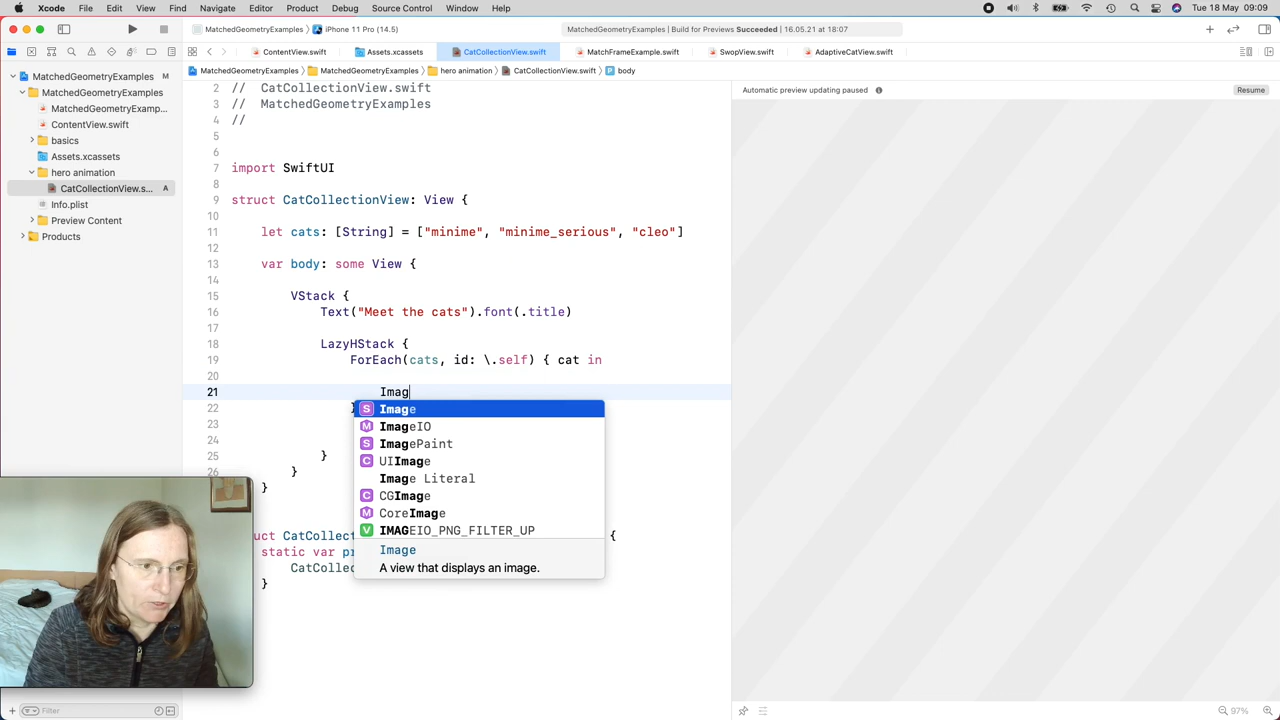 Xcode File Edit View Find Navigate Editor Product Debug Source Control Window Help Tue 18 May 09:09
MatchedGeometryExamples iPhone 11 Pro (14.5) MatchedGeometryExamples | Build for Previews Succeeded | 16.05.21 at 18:07
ContentView.swift Assets.xcassets CatCollectionView.swift MatchFrameExample.swift SwopView.swift AdaptiveCatView.swift
MatchedGeometryExamples M
MatchedGeometryExamples
MatchedGeometryExamp...
ContentView.swift
basics
Assets.xcassets
hero animation
CatCollectionView.s... A
Info.plist
Preview Content
Products
MatchedGeometryExamples MatchedGeometryExamples hero animation CatCollectionView.swift P body
2 // CatCollectionView.swift
3 // MatchedGeometryExamples
4 //
5
6
7 import SwiftUI
8
9 struct CatCollectionView: View {
10
11 let cats: [String] = ["minime", "minime_serious", "cleo"]
12
13 var body: some View {
14
15 VStack {
16 Text("Meet the cats").font(.title)
17
18 LazyHStack {
19 ForEach(cats, id: \.self) { cat in
20
21 Imag
22
23
24
25 }
26 }
}
S Image
M ImageIO
S ImagePaint
C UIImage
Image Literal
C CGImage
M CoreImage
V IMAGEIO_PNG_FILTER_UP
Image
A view that displays an image.
uct CatCollect {
static var pr
CatCollec
}
Automatic preview updating paused Resume
Filter
97%